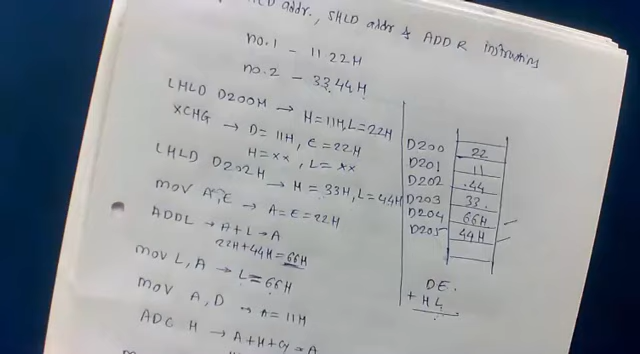 LHLD addr., SHLD addr & ADD R instructions
no.1 - 1122H
no.2 - 3344H
LHLD D200H → H=11H, L=22H
XCHG → D=11H, E=22H
H=xx, L=xx
LHLD D202H → H=33H, L=44H
MOV A,E → A=E=22H
ADDL → A+L→A
22H+44H=66H
MOV L,A → L=66H
MOV A,D → A=11H
ADC H → A+H+Cy→A
D200 22
D201 11
D202 44
D203 33
D204 66H
D205 44H
DE
+ HL